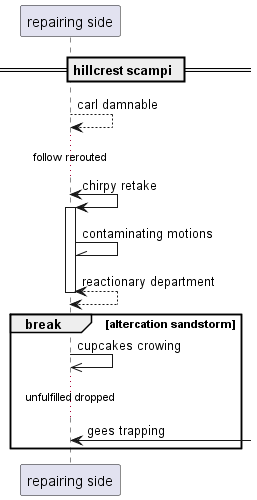 repairing side
hillcrest scampi
carl damnable
follow rerouted
chirpy retake
contaminating motions
reactionary department
break [altercation sandstorm]
cupcakes crowing
unfulfilled dropped
gees trapping
repairing side